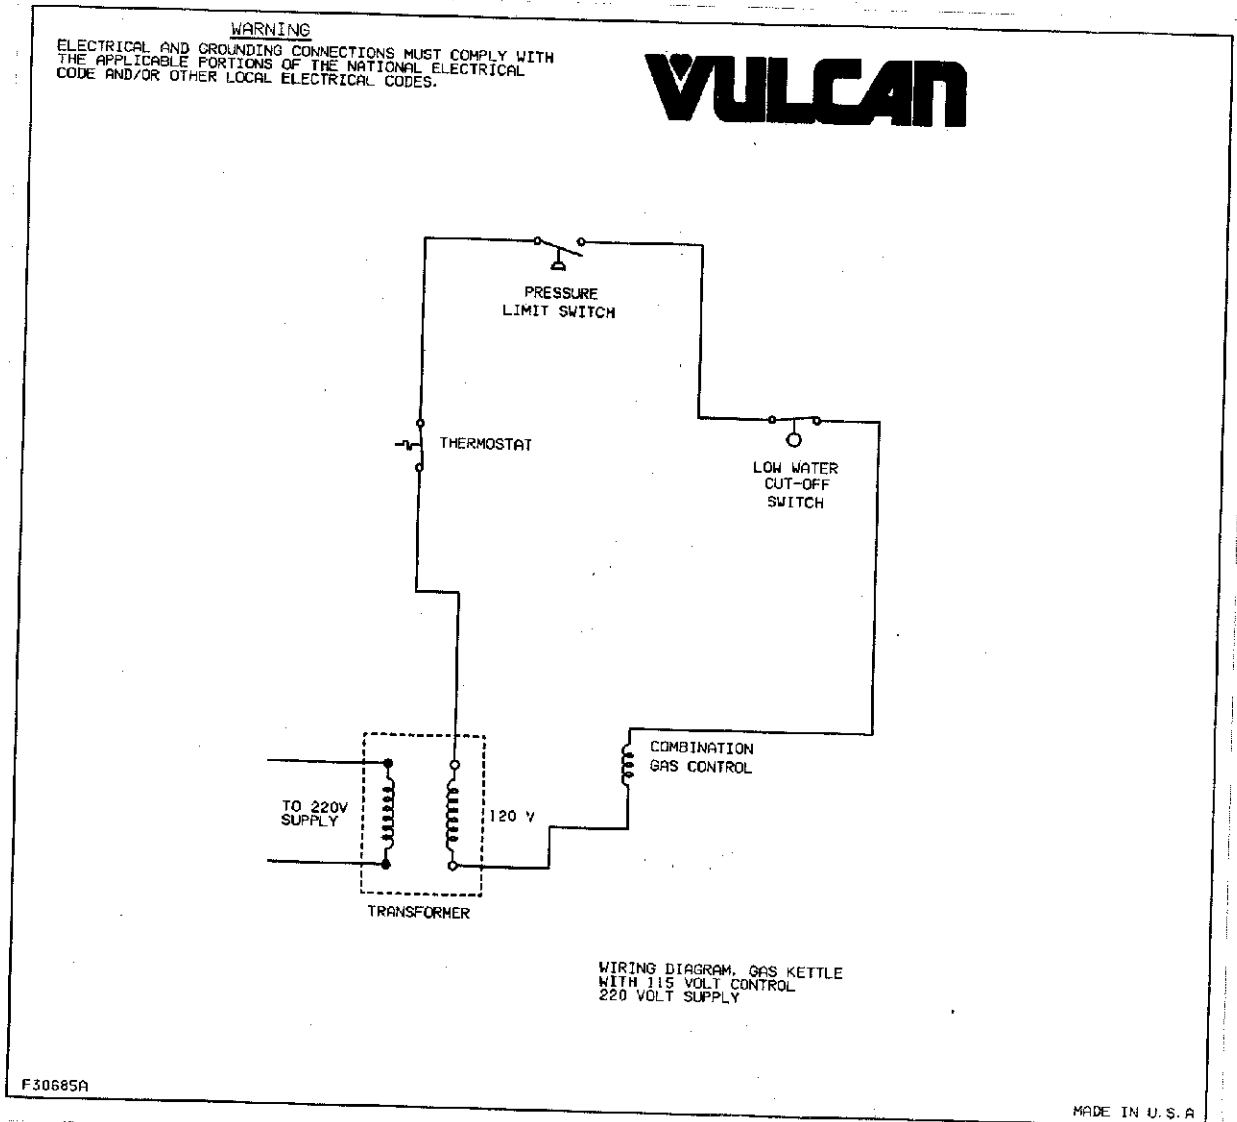 WARNING
ELECTRICAL AND GROUNDING CONNECTIONS MUST COMPLY WITH
THE APPLICABLE PORTIONS OF THE NATIONAL ELECTRICAL
CODE AND/OR OTHER LOCAL ELECTRICAL CODES.
VULCAN
PRESSURE
LIMIT SWITCH
THERMOSTAT
LOW WATER
CUT-OFF
SWITCH
COMBINATION
GAS CONTROL
TO 220V
SUPPLY
120 V
TRANSFORMER
WIRING DIAGRAM, GAS KETTLE
WITH 115 VOLT CONTROL
220 VOLT SUPPLY
F30685A
MADE IN U.S.A